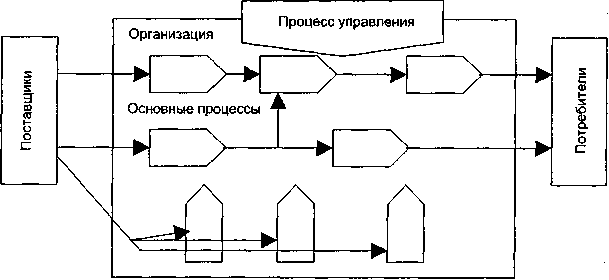 Процесс управления
Организация
Поставщики
Основные процессы
Потребители